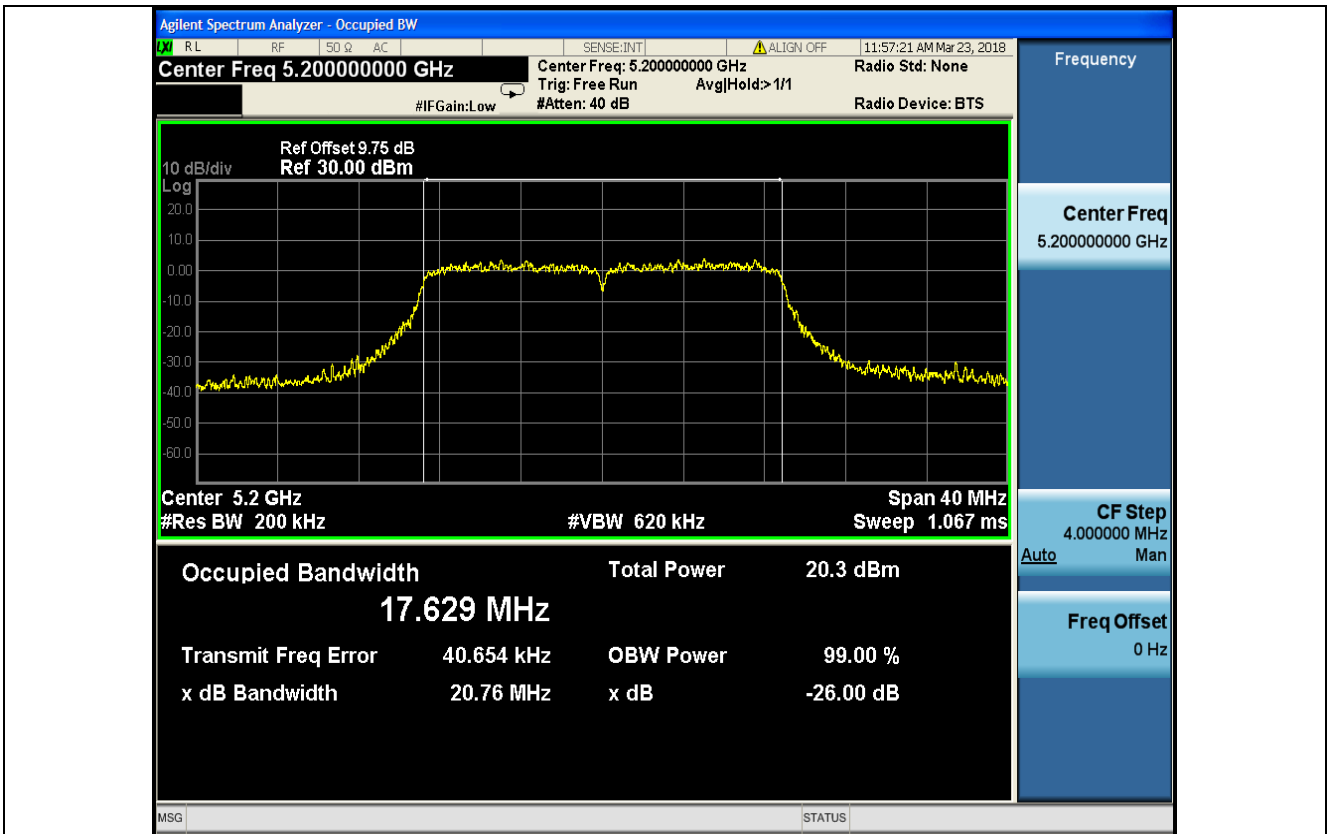 Agilent Spectrum Analyzer - Occupied BW
LXI RL RF 50 Ω AC SENSE:INT ALIGN OFF 11:57:21 AM Mar 23, 2018
Center Freq 5.200000000 GHz
Center Freq: 5.200000000 GHz
Radio Std: None
Trig: Free Run Avg|Hold:>1/1
#IFGain:Low
#Atten: 40 dB
Radio Device: BTS
Frequency
Ref Offset 9.75 dB
10 dB/div Ref 30.00 dBm
Log
20.0
10.0
0.00
-10.0
-20.0
-30.0
-40.0
-50.0
-60.0
Center 5.2 GHz Span 40 MHz
#Res BW 200 kHz #VBW 620 kHz Sweep 1.067 ms
Center Freq
5.200000000 GHz
CF Step
4.000000 MHz
Auto Man
Freq Offset
0 Hz
Occupied Bandwidth Total Power 20.3 dBm
17.629 MHz
Transmit Freq Error 40.654 kHz OBW Power 99.00 %
x dB Bandwidth 20.76 MHz x dB -26.00 dB
MSG STATUS